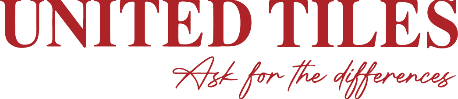 UNITED TILES
Ask for the differences